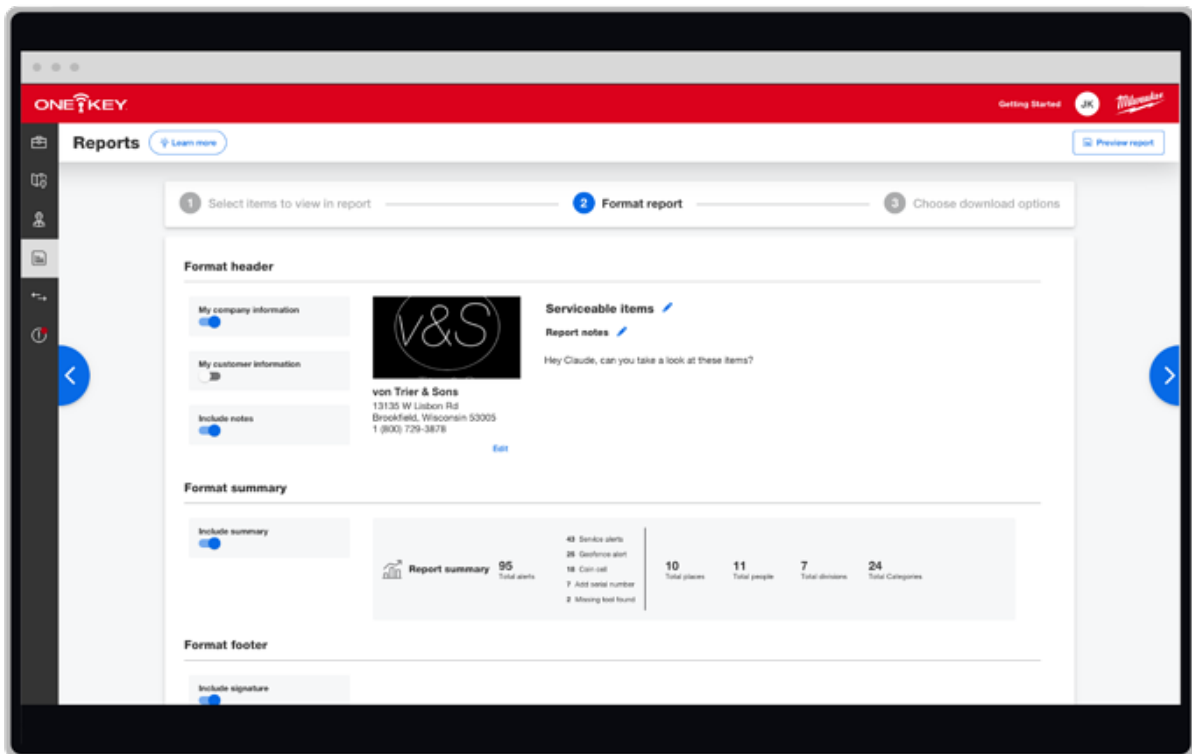 ONE KEY
Getting Started
JK
Milwaukee
Reports
Learn more
Preview report
1 Select items to view in report
2 Format report
3 Choose download options
Format header
My company information
My customer information
Include notes
V&S
von Trier & Sons
13135 W Lisbon Rd
Brookfield, Wisconsin 53005
1 (800) 729-3878
Edit
Serviceable items
Report notes
Hey Claude, can you take a look at these items?
Format summary
Include summary
Report summary
95
Total alerts
43 Service alerts
25 Geofence alert
18 Coin cell
7 Add serial number
2 Missing tool found
10
Total places
11
Total people
7
Total divisions
24
Total Categories
Format footer
Include signature